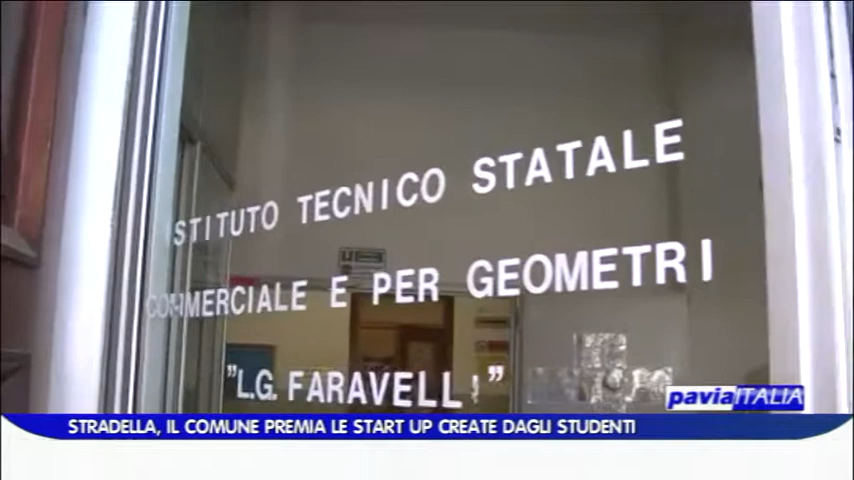 ISTITUTO TECNICO STATALE
COMMERCIALE E PER GEOMETRI
"L.G. FARAVELLI"
paviaITALIA
STRADELLA, IL COMUNE PREMIA LE START UP CREATE DAGLI STUDENTI